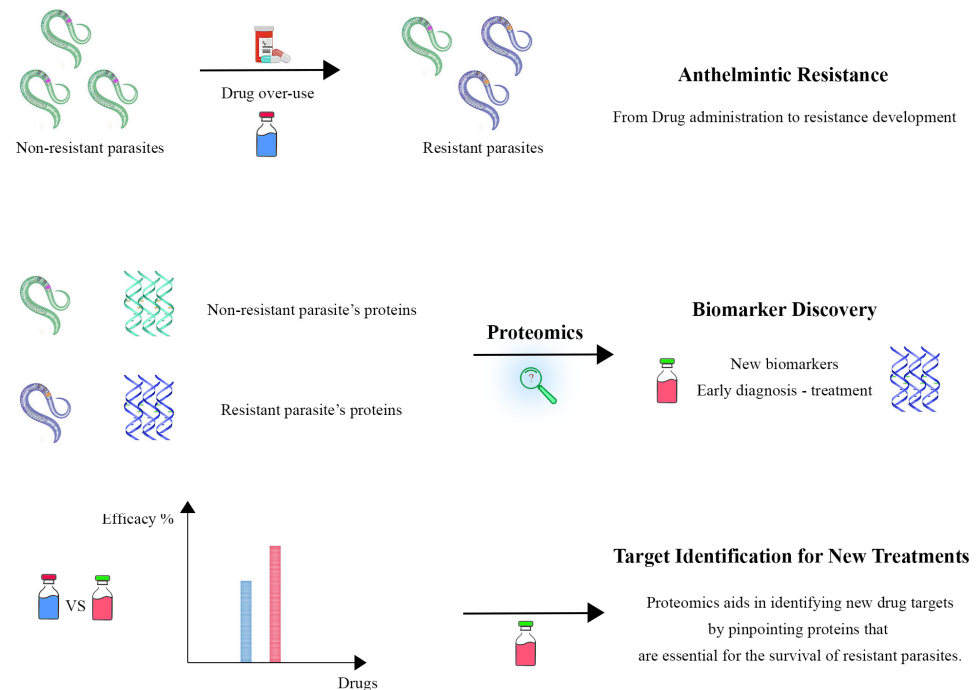 Drug over-use
Non-resistant parasites
Resistant parasites
Anthelmintic Resistance
From Drug administration to resistance development
Non-resistant parasite’s proteins
Resistant parasite’s proteins
Proteomics
?
Biomarker Discovery
New biomarkers
Early diagnosis - treatment
Efficacy %
VS
Drugs
Target Identification for New Treatments
Proteomics aids in identifying new drug targets
by pinpointing proteins that
are essential for the survival of resistant parasites.